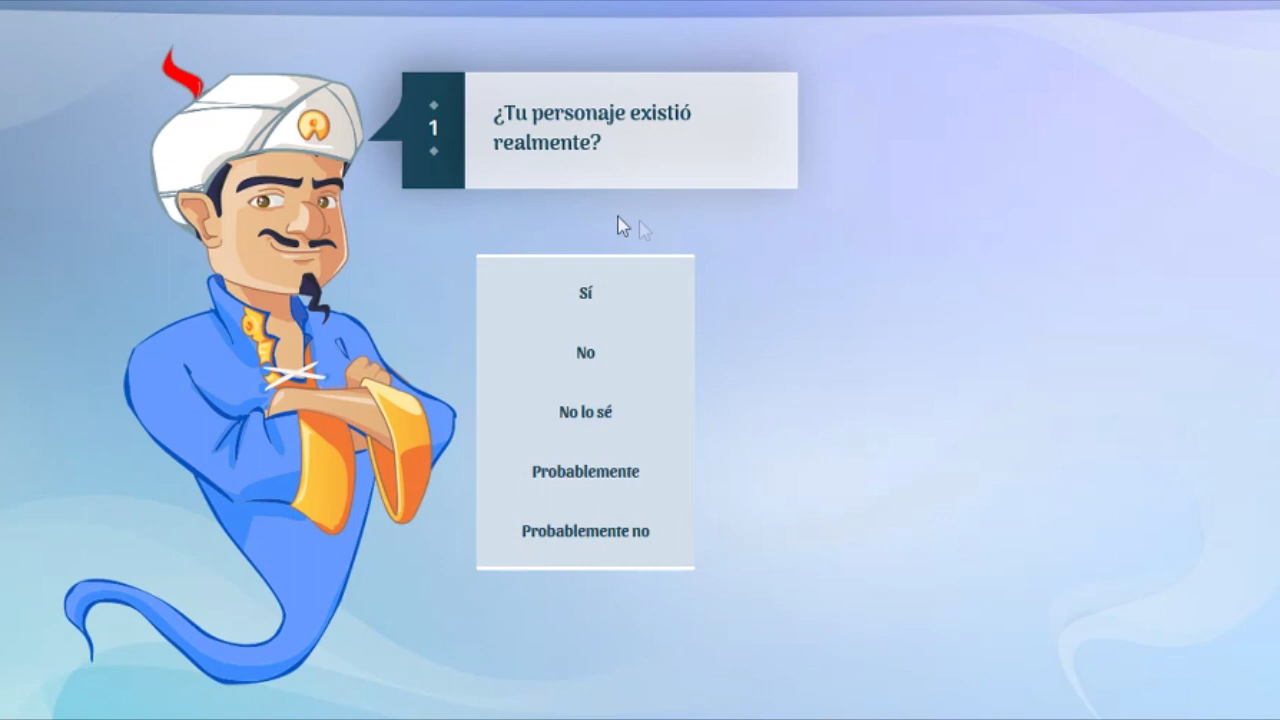 1
¿Tu personaje existió
realmente?
Sí
No
No lo sé
Probablemente
Probablemente no